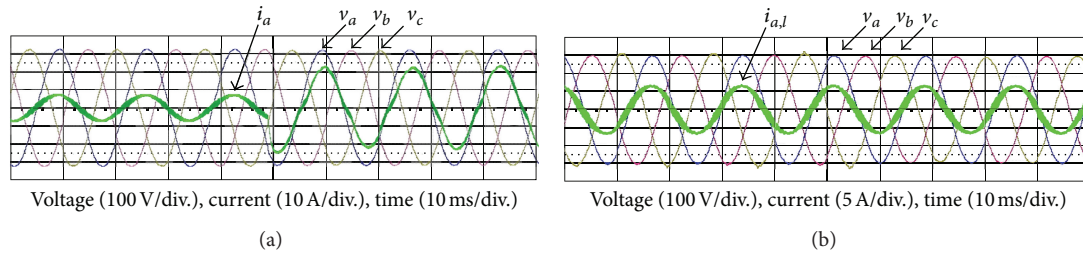 i_a v_a v_b v_c
i_{a,l} v_a v_b v_c
Voltage (100 V/div.), current (10 A/div.), time (10 ms/div.)
Voltage (100 V/div.), current (5 A/div.), time (10 ms/div.)
(a)
(b)